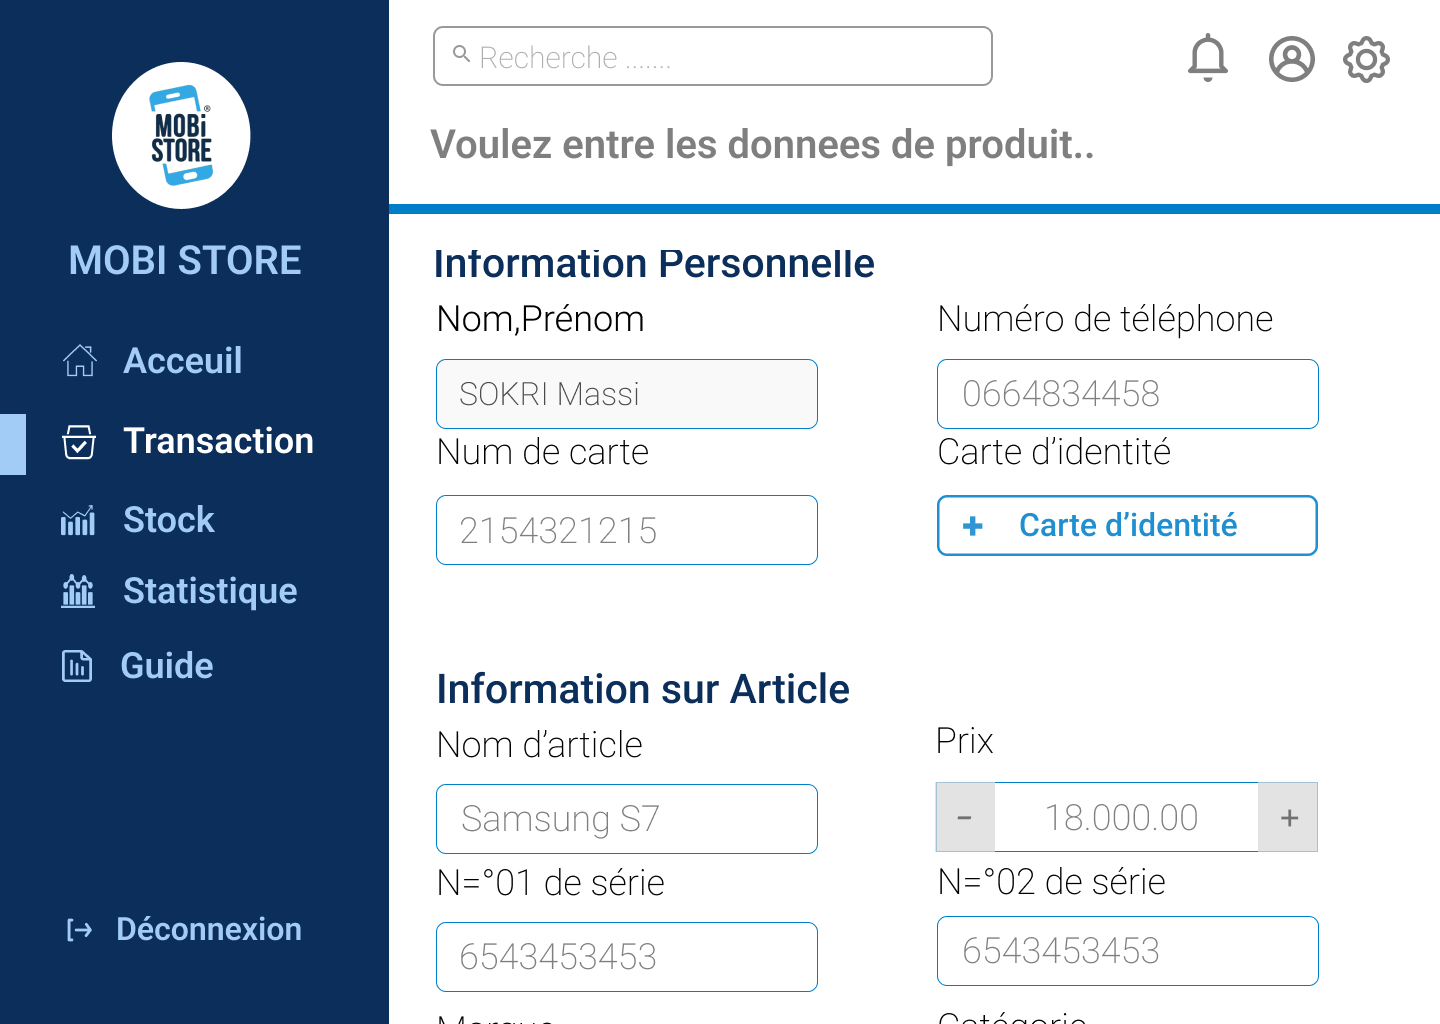 MOBi
STORE
®
MOBI STORE
Acceuil
Transaction
Stock
Statistique
Guide
Déconnexion
Recherche .......
Voulez entre les donnees de produit..
Information Personnelle
Nom,Prénom
SOKRI Massi
Numéro de téléphone
0664834458
Num de carte
2154321215
Carte d’identité
+ Carte d’identité
Information sur Article
Nom d’article
Samsung S7
Prix
- 18.000.00 +
N=°01 de série
6543453453
N=°02 de série
6543453453
Marque
Catégorie